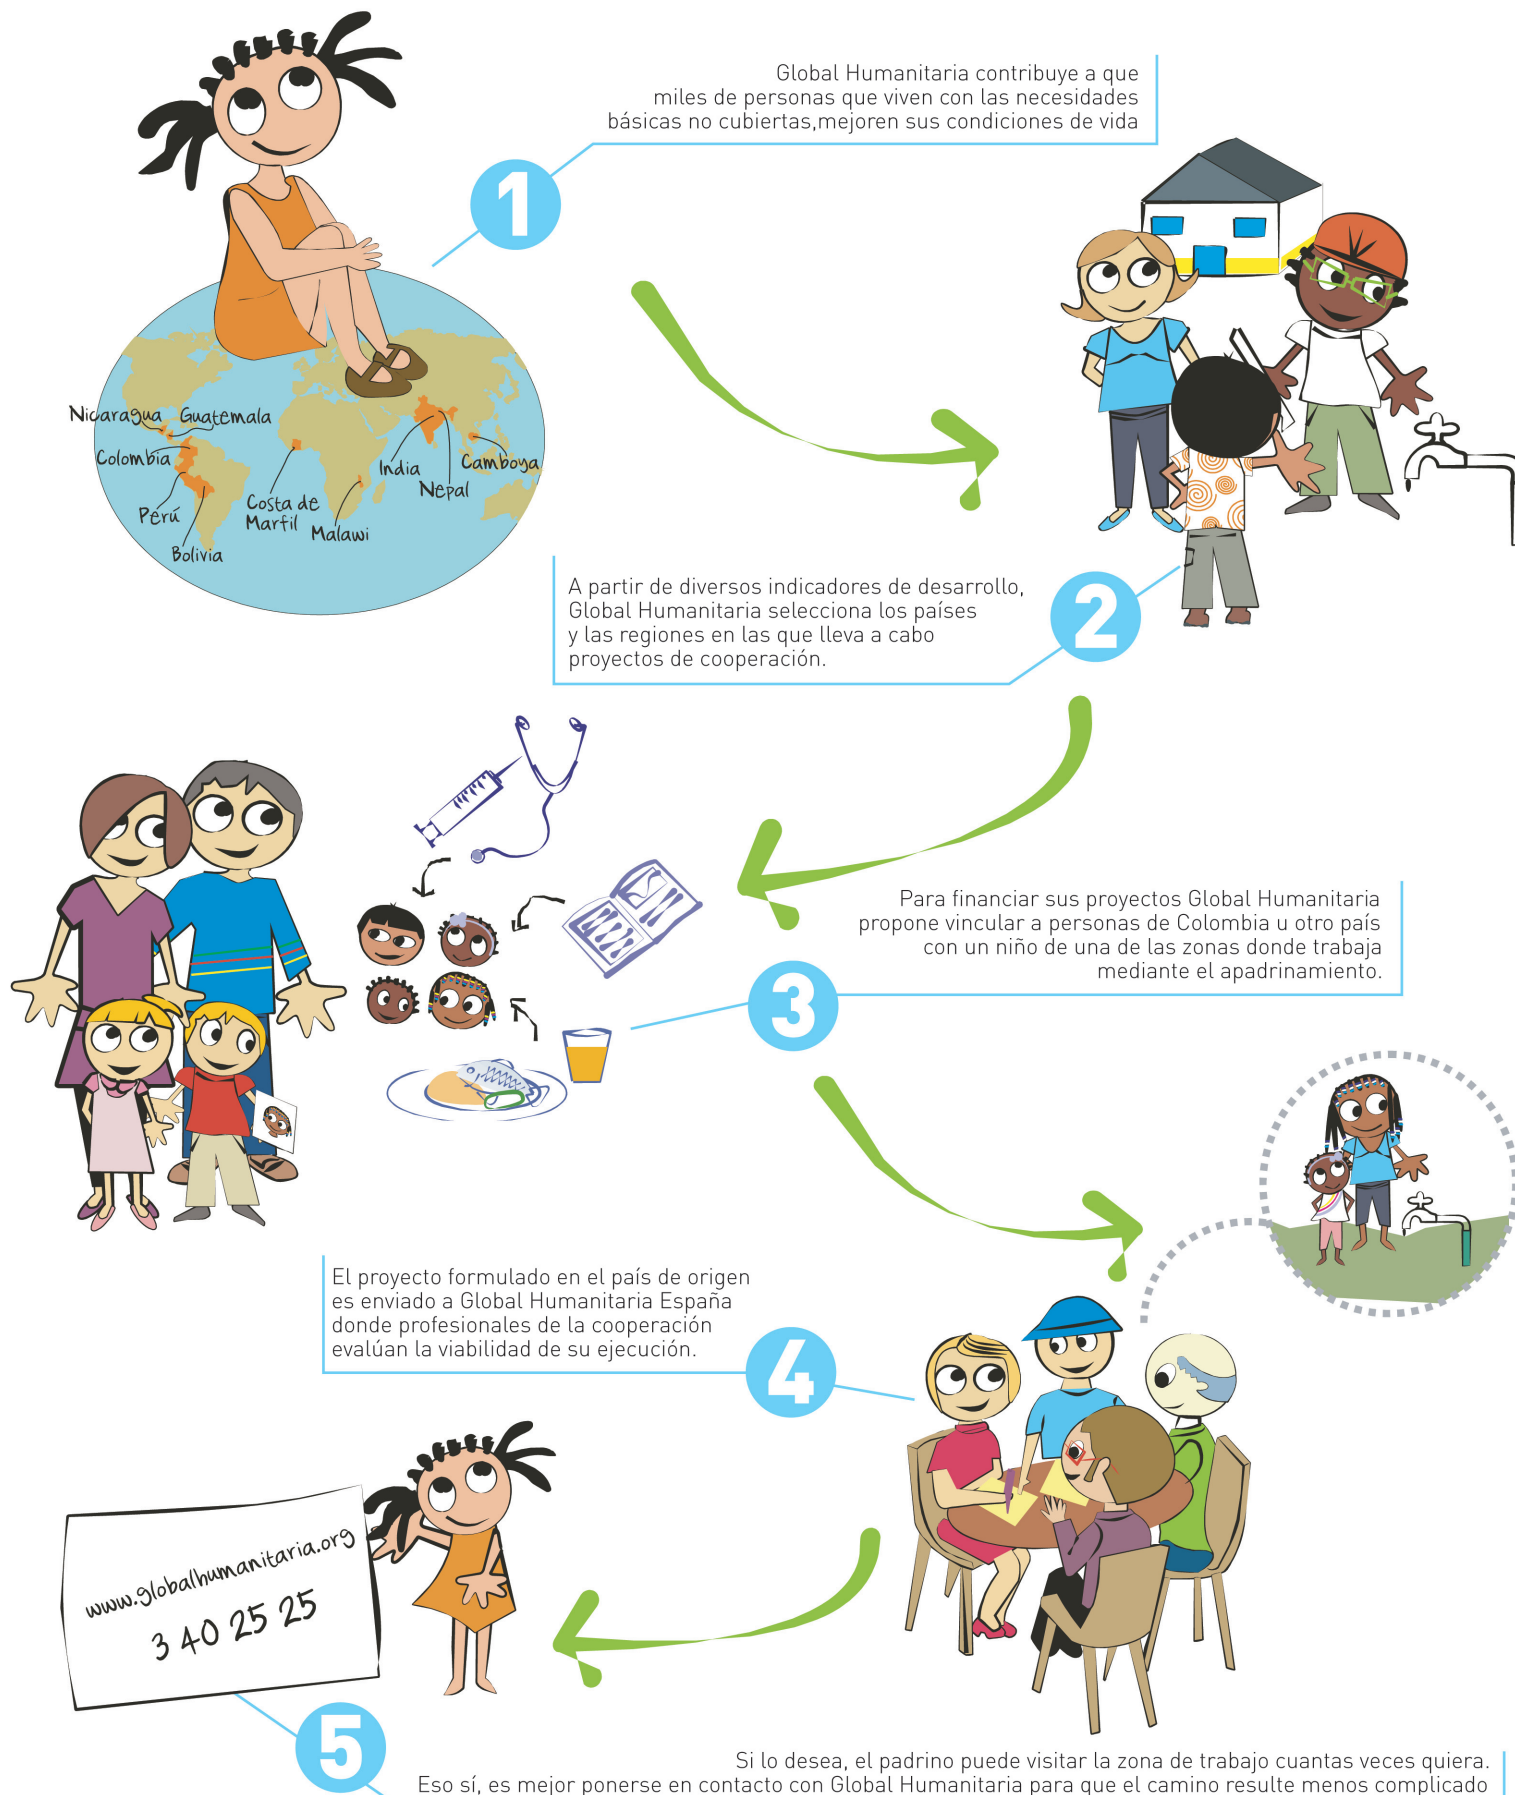 Global Humanitaria contribuye a que
miles de personas que viven con las necesidades
básicas no cubiertas,mejoren sus condiciones de vida
1
Nicaragua
Guatemala
Colombia
Perú
Bolivia
Costa de
Marfil
Malawi
India
Nepal
Camboya
A partir de diversos indicadores de desarrollo,
Global Humanitaria selecciona los países
y las regiones en las que lleva a cabo
proyectos de cooperación.
2
Para financiar sus proyectos Global Humanitaria
propone vincular a personas de Colombia u otro país
con un niño de una de las zonas donde trabaja
mediante el apadrinamiento.
3
El proyecto formulado en el país de origen
es enviado a Global Humanitaria España
donde profesionales de la cooperación
evalúan la viabilidad de su ejecución.
4
www.globalhumanitaria.org
3 40 25 25
5
Si lo desea, el padrino puede visitar la zona de trabajo cuantas veces quiera.
Eso sí, es mejor ponerse en contacto con Global Humanitaria para que el camino resulte menos complicado